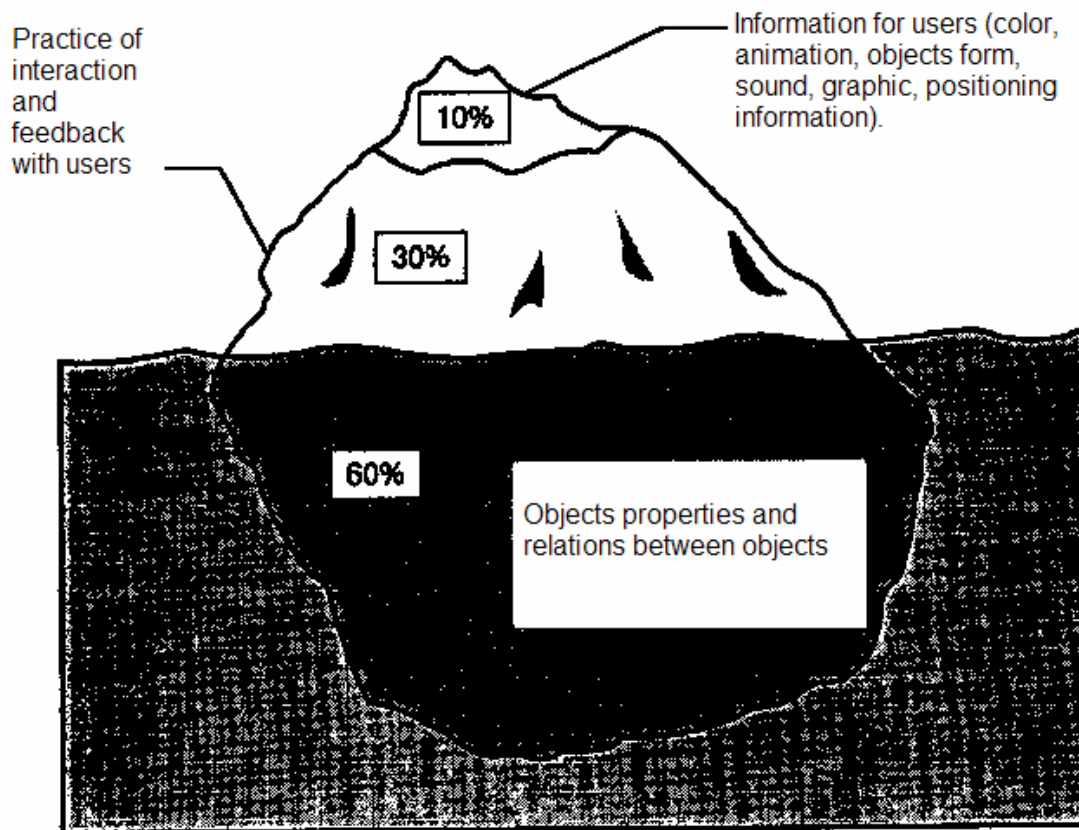 Practice of
interaction
and
feedback
with users
Information for users (color,
animation, objects form,
sound, graphic, positioning
information).
10%
30%
60%
Objects properties and
relations between objects